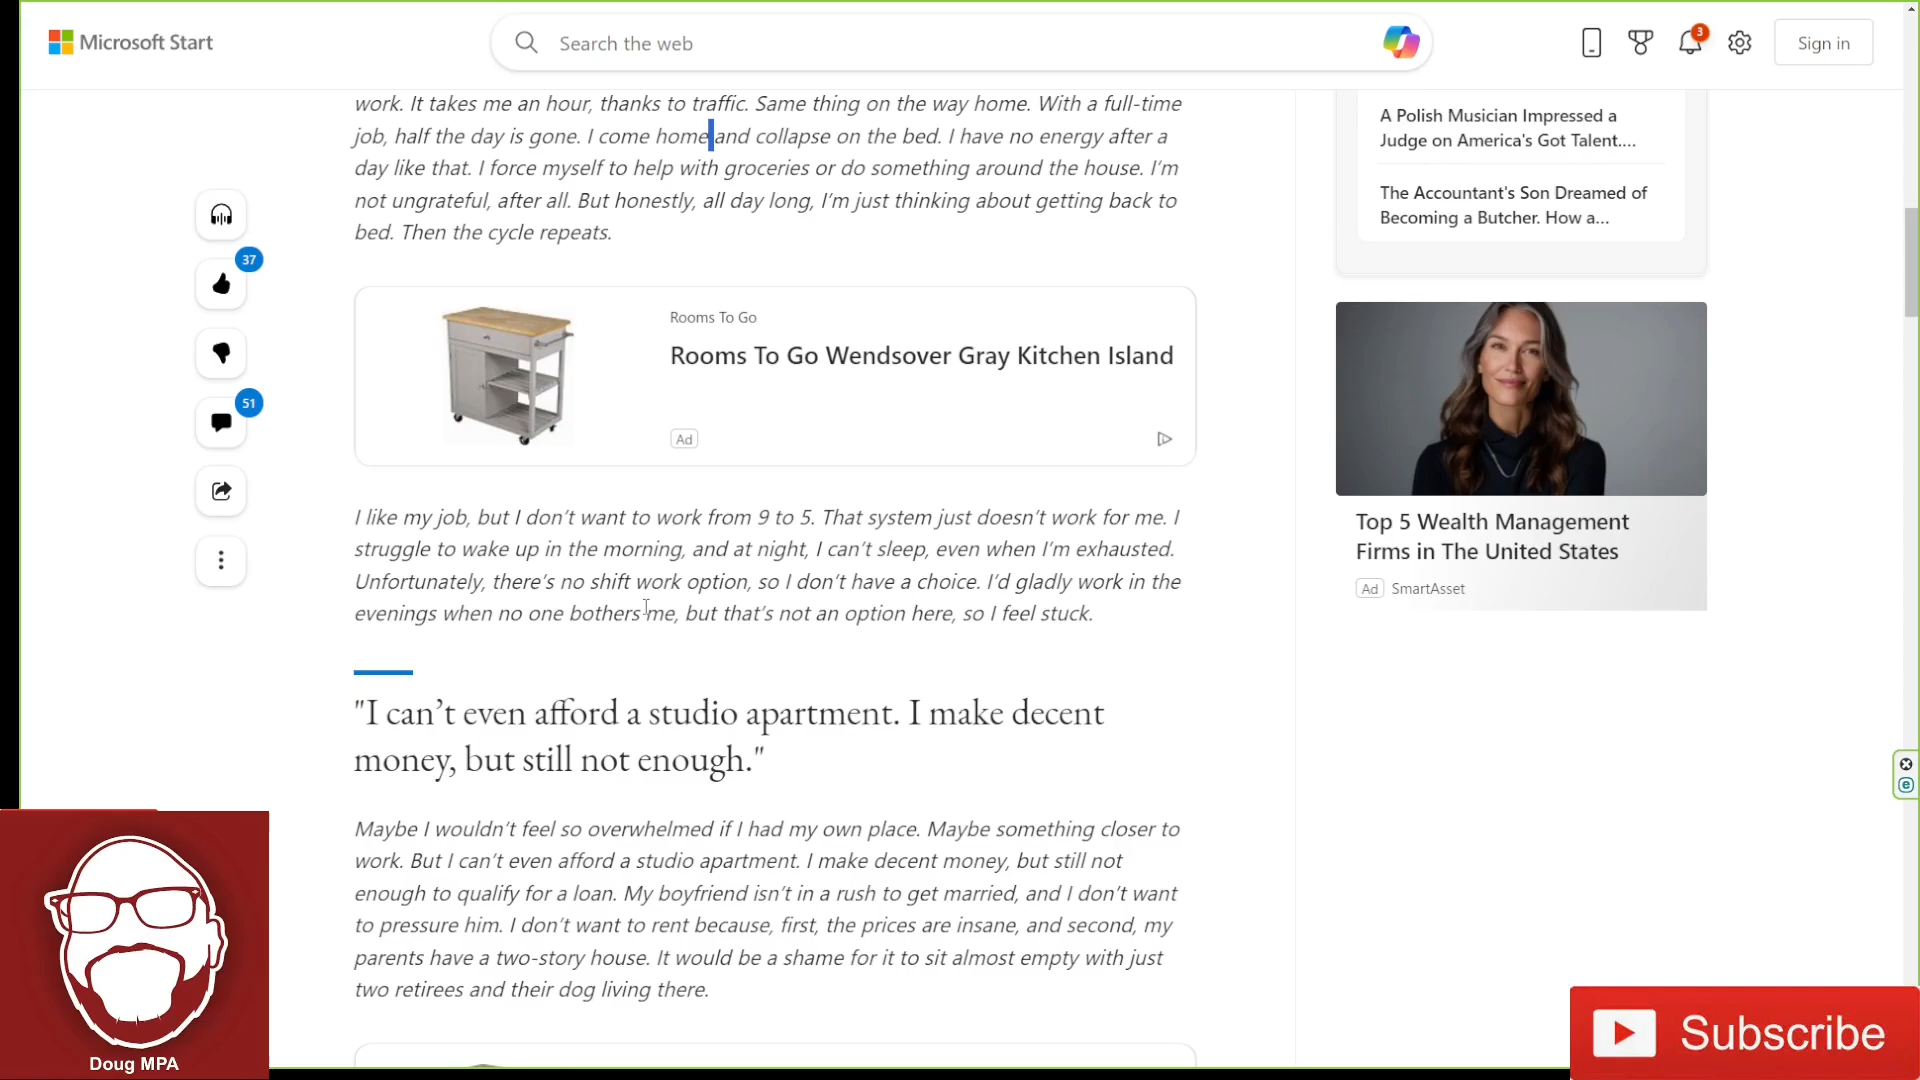 Microsoft Start
Search the web
3
Sign in
work. It takes me an hour, thanks to traffic. Same thing on the way home. With a full-time
job, half the day is gone. I come home and collapse on the bed. I have no energy after a
day like that. I force myself to help with groceries or do something around the house. I’m
not ungrateful, after all. But honestly, all day long, I’m just thinking about getting back to
bed. Then the cycle repeats.
37
51
Rooms To Go
Rooms To Go Wendsover Gray Kitchen Island
Ad
I like my job, but I don’t want to work from 9 to 5. That system just doesn’t work for me. I
struggle to wake up in the morning, and at night, I can’t sleep, even when I’m exhausted.
Unfortunately, there’s no shift work option, so I don’t have a choice. I’d gladly work in the
evenings when no one bothers me, but that’s not an option here, so I feel stuck.
"I can’t even afford a studio apartment. I make decent
money, but still not enough."
Maybe I wouldn’t feel so overwhelmed if I had my own place. Maybe something closer to
work. But I can’t even afford a studio apartment. I make decent money, but still not
enough to qualify for a loan. My boyfriend isn’t in a rush to get married, and I don’t want
to pressure him. I don’t want to rent because, first, the prices are insane, and second, my
parents have a two-story house. It would be a shame for it to sit almost empty with just
two retirees and their dog living there.
A Polish Musician Impressed a
Judge on America's Got Talent....
The Accountant's Son Dreamed of
Becoming a Butcher. How a...
Top 5 Wealth Management
Firms in The United States
Ad SmartAsset
e
Doug MPA
Subscribe